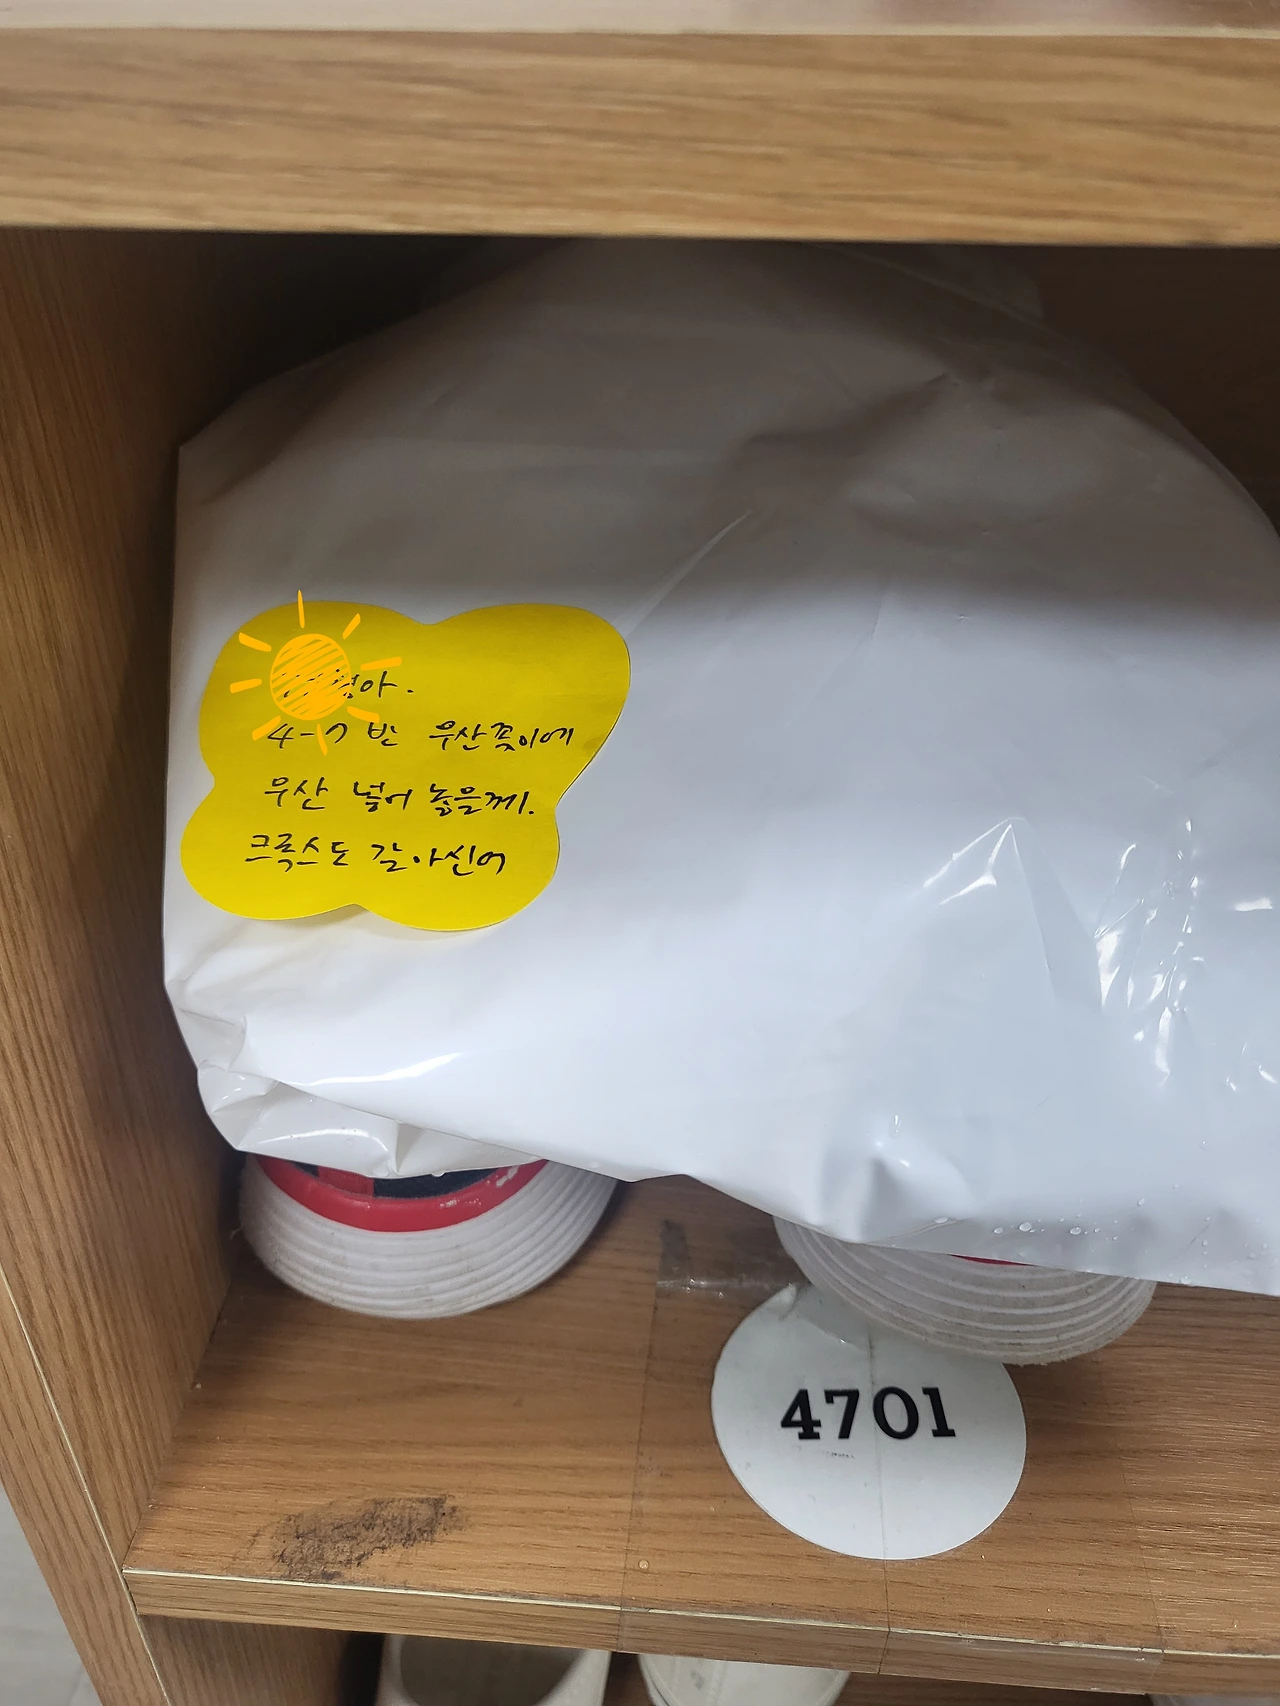 4-7 반 우산꽂이에
우산 넣어 놓을께.
크록스도 갈아신어
4701